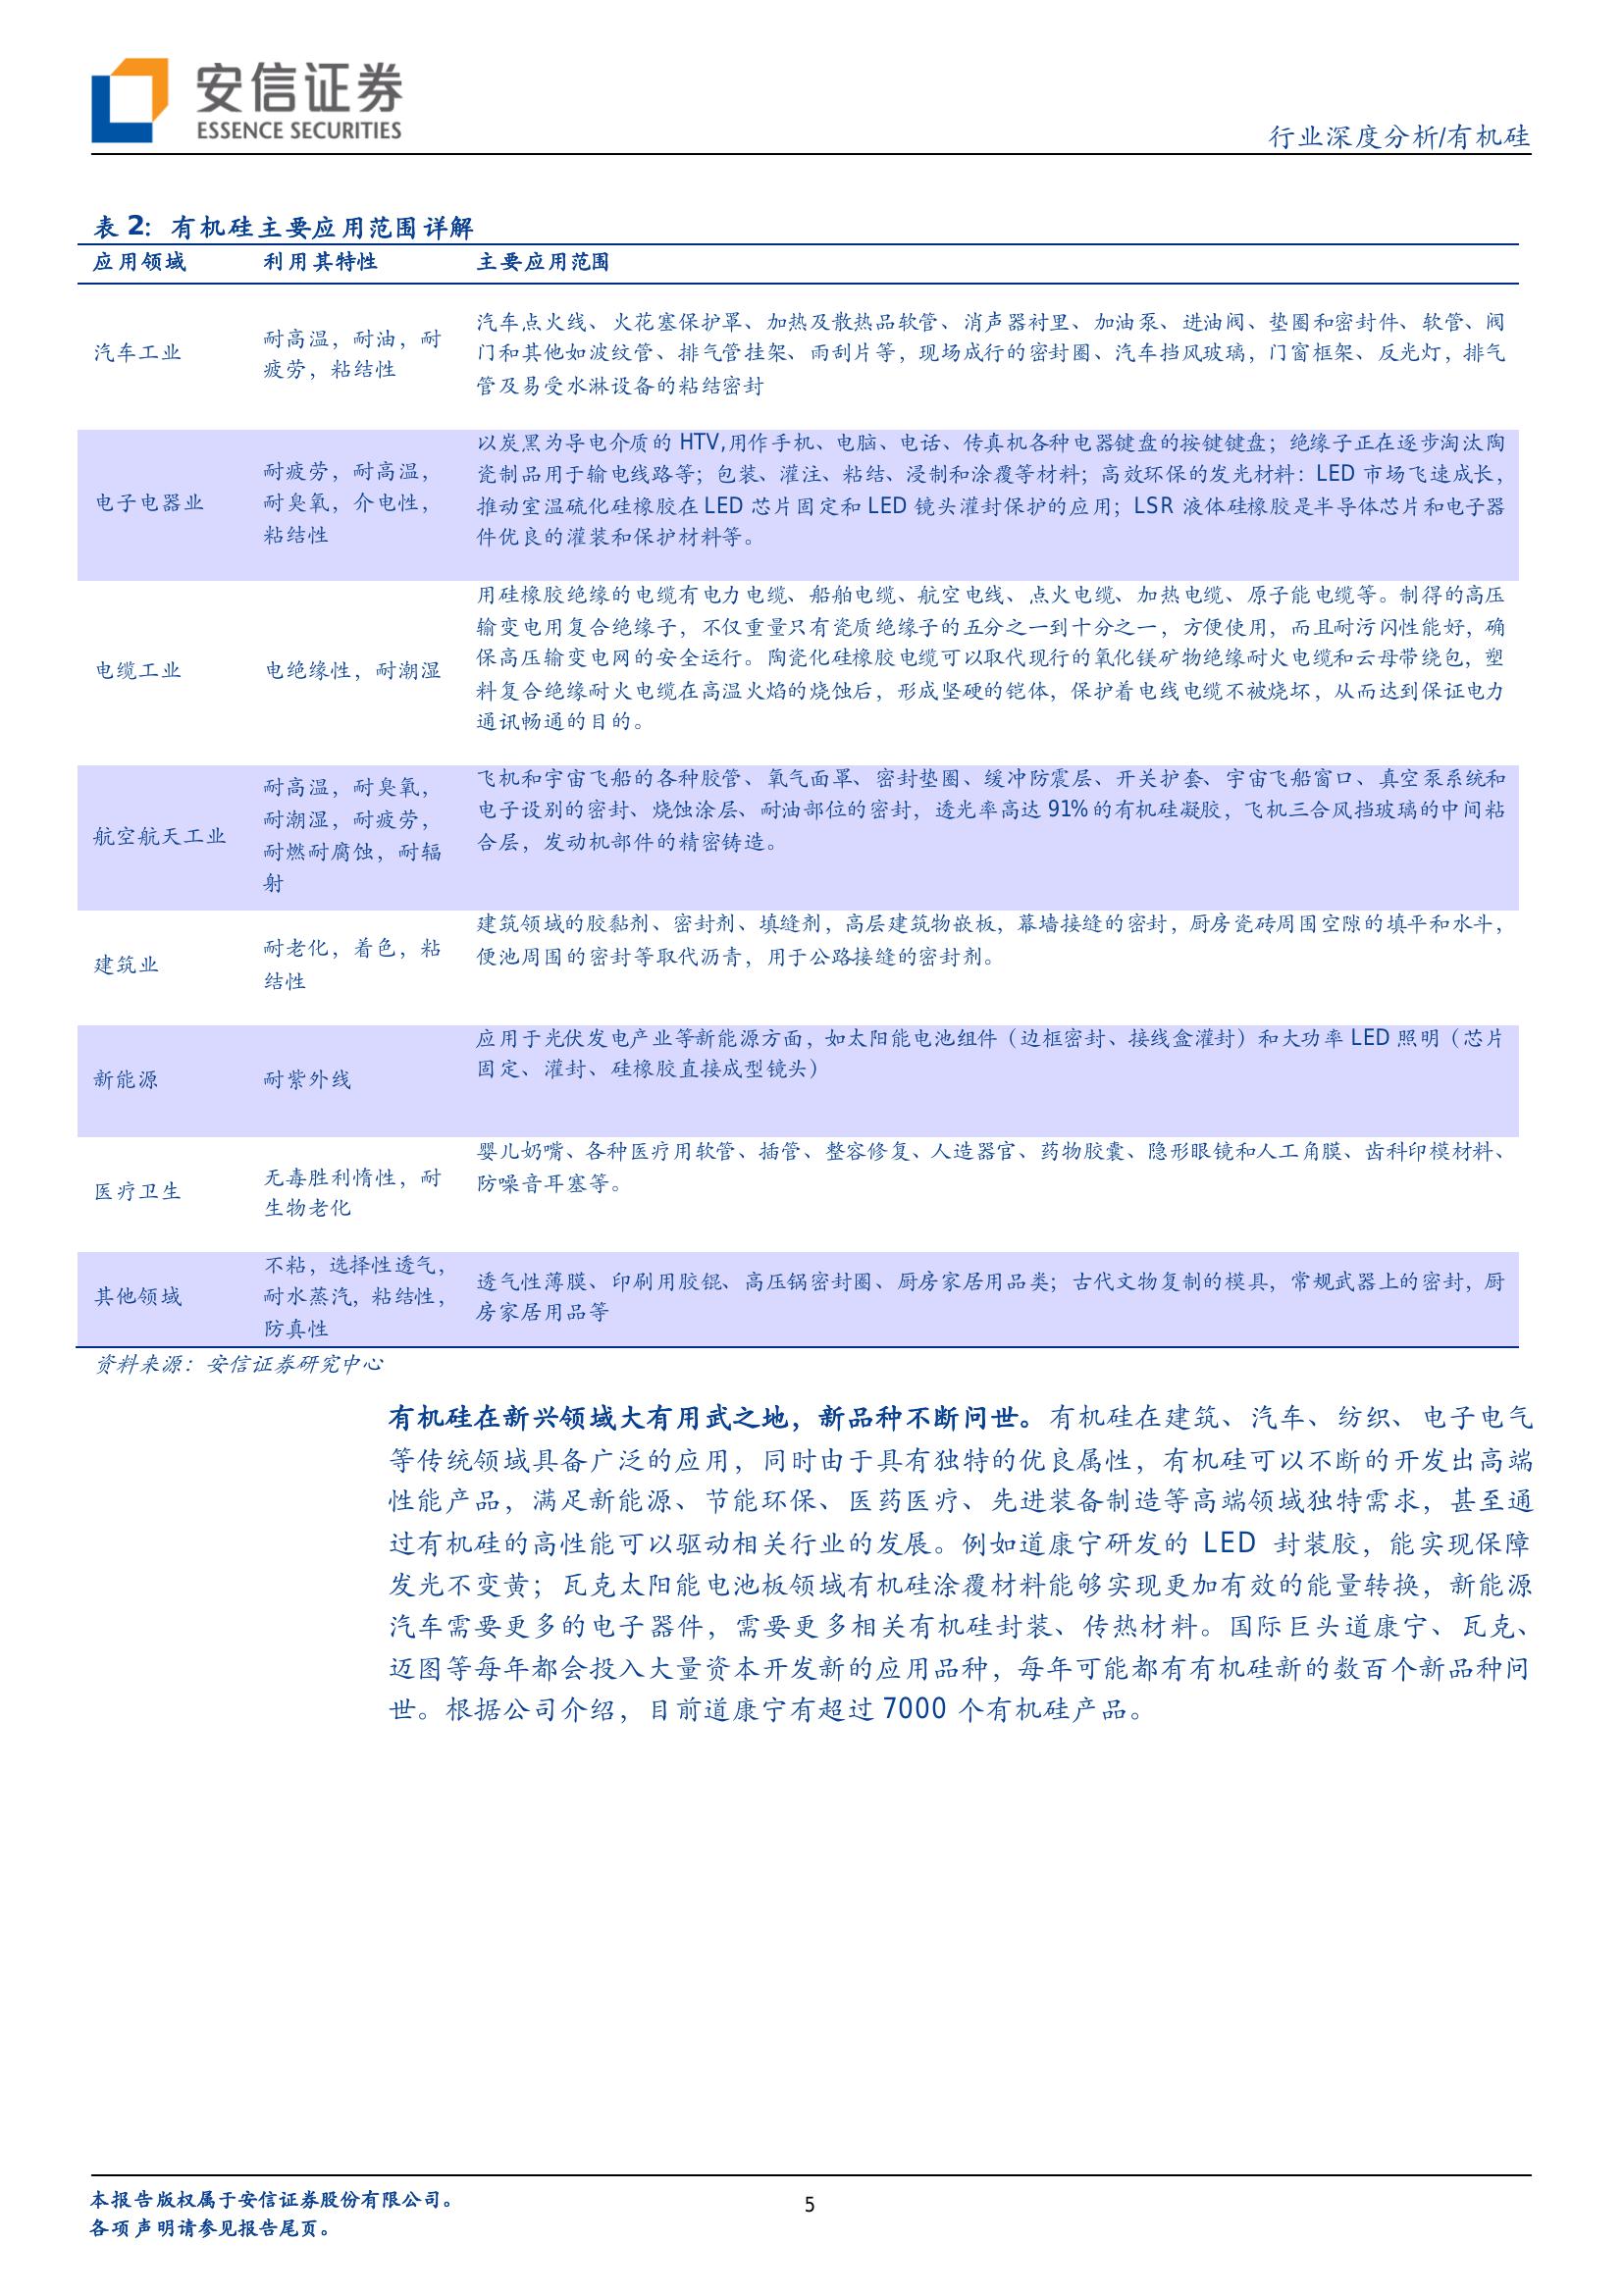 安信证券
ESSENCE SECURITIES
行业深度分析/有机硅
表 2：有机硅主要应用范围详解
应用领域 利用其特性 主要应用范围
汽车工业
耐高温，耐油，耐
疲劳，粘结性
汽车点火线、火花塞保护罩、加热及散热品软管、消声器衬里、加油泵、进油阀、垫圈和密封件、软管、阀
门和其他如波纹管、排气管挂架、雨刮片等，现场成行的密封圈、汽车挡风玻璃，门窗框架、反光灯，排气
管及易受水淋设备的粘结密封
电子电器业
耐疲劳，耐高温，
耐臭氧，介电性，
粘结性
以炭黑为导电介质的 HTV,用作手机、电脑、电话、传真机各种电器键盘的按键键盘；绝缘子正在逐步淘汰陶
瓷制品用于输电线路等；包装、灌注、粘结、浸制和涂覆等材料；高效环保的发光材料：LED 市场飞速成长，
推动室温硫化硅橡胶在 LED 芯片固定和 LED 镜头灌封保护的应用；LSR 液体硅橡胶是半导体芯片和电子器
件优良的灌装和保护材料等。
电缆工业
电绝缘性，耐潮湿
用硅橡胶绝缘的电缆有电力电缆、船舶电缆、航空电线、点火电缆、加热电缆、原子能电缆等。制得的高压
输变电用复合绝缘子，不仅重量只有瓷质绝缘子的五分之一到十分之一，方便使用，而且耐污闪性能好，确
保高压输变电网的安全运行。陶瓷化硅橡胶电缆可以取代现行的氧化镁矿物绝缘耐火电缆和云母带绕包，塑
料复合绝缘耐火电缆在高温火焰的烧蚀后，形成坚硬的铠体，保护着电线电缆不被烧坏，从而达到保证电力
通讯畅通的目的。
航空航天工业
耐高温，耐臭氧，
耐潮湿，耐疲劳，
耐燃耐腐蚀，耐辐
射
飞机和宇宙飞船的各种胶管、氧气面罩、密封垫圈、缓冲防震层、开关护套、宇宙飞船窗口、真空泵系统和
电子设别的密封、烧蚀涂层、耐油部位的密封，透光率高达 91%的有机硅凝胶，飞机三合风挡玻璃的中间粘
合层，发动机部件的精密铸造。
建筑业
耐老化，着色，粘
结性
建筑领域的胶黏剂、密封剂、填缝剂，高层建筑物嵌板，幕墙接缝的密封，厨房瓷砖周围空隙的填平和水斗，
便池周围的密封等取代沥青，用于公路接缝的密封剂。
新能源
耐紫外线
应用于光伏发电产业等新能源方面，如太阳能电池组件（边框密封、接线盒灌封）和大功率 LED 照明（芯片
固定、灌封、硅橡胶直接成型镜头）
医疗卫生
无毒胜利惰性，耐
生物老化
婴儿奶嘴、各种医疗用软管、插管、整容修复、人造器官、药物胶囊、隐形眼镜和人工角膜、齿科印模材料、
防噪音耳塞等。
其他领域
不粘，选择性透气，
耐水蒸汽，粘结性，
防真性
透气性薄膜、印刷用胶锟、高压锅密封圈、厨房家居用品类；古代文物复制的模具，常规武器上的密封，厨
房家居用品等
资料来源：安信证券研究中心
有机硅在新兴领域大有用武之地，新品种不断问世。有机硅在建筑、汽车、纺织、电子电气
等传统领域具备广泛的应用，同时由于具有独特的优良属性，有机硅可以不断的开发出高端
性能产品，满足新能源、节能环保、医药医疗、先进装备制造等高端领域独特需求，甚至通
过有机硅的高性能可以驱动相关行业的发展。例如道康宁研发的 LED 封装胶，能实现保障
发光不变黄；瓦克太阳能电池板领域有机硅涂覆材料能够实现更加有效的能量转换，新能源
汽车需要更多的电子器件，需要更多相关有机硅封装、传热材料。国际巨头道康宁、瓦克、
迈图等每年都会投入大量资本开发新的应用品种，每年可能都有有机硅新的数百个新品种问
世。根据公司介绍，目前道康宁有超过 7000 个有机硅产品。
本报告版权属于安信证券股份有限公司。
各项声明请参见报告尾页。
5